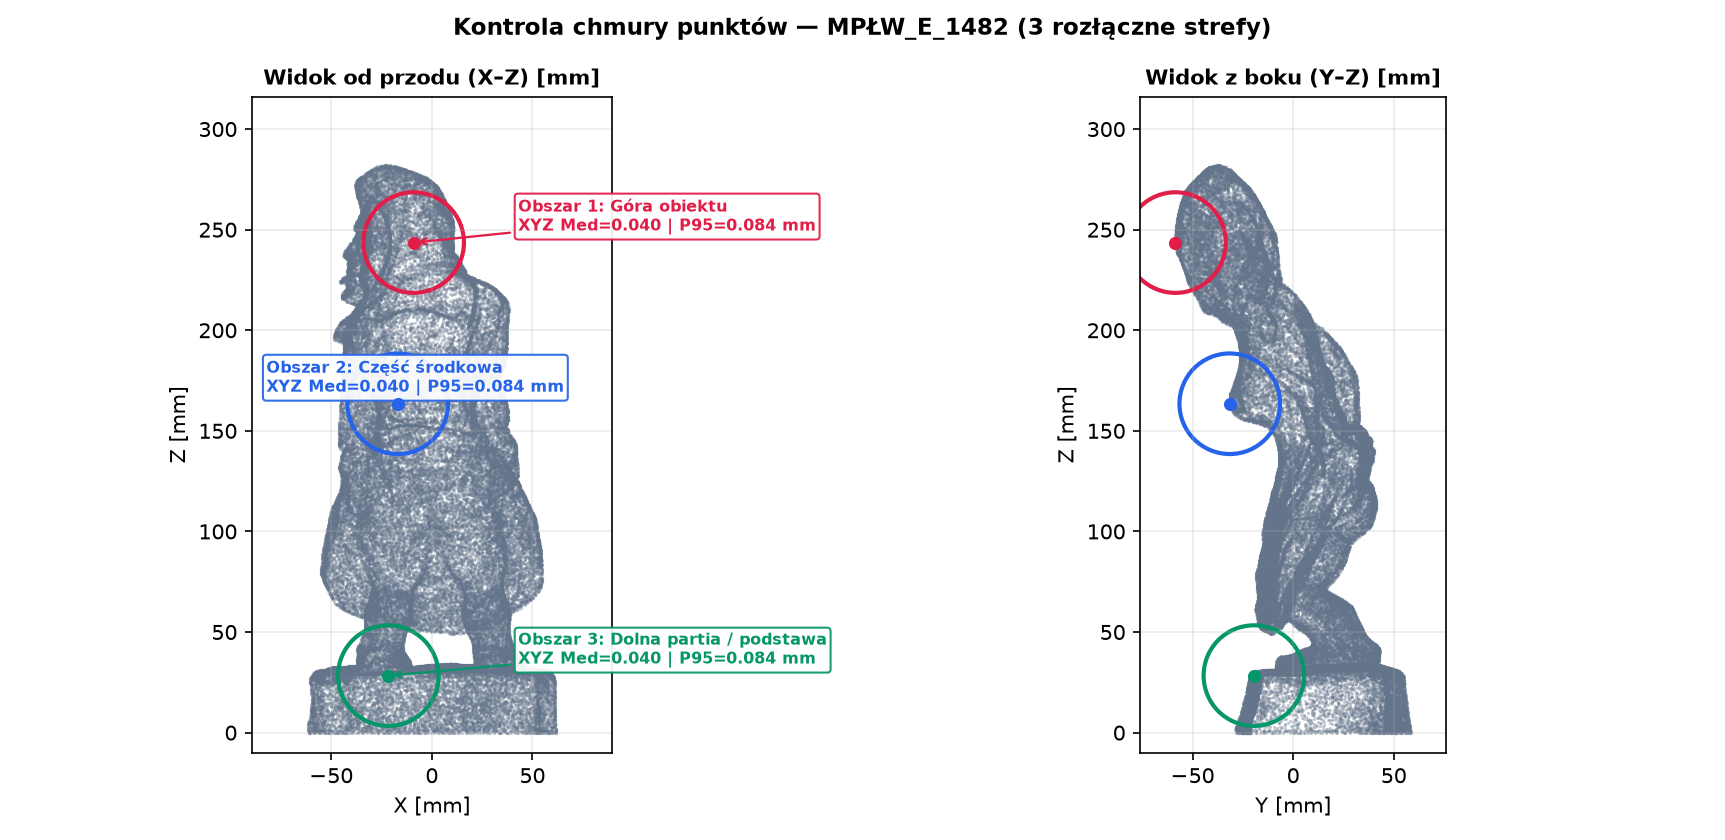 Kontrola chmury punktów — MPŁW_E_1482 (3 rozłączne strefy)
Widok od przodu (X–Z) [mm]
300
250
200
150
100
50
0
Z [mm]
−50
0
50
X [mm]
Obszar 1: Góra obiektu
XYZ Med=0.040 | P95=0.084 mm
Obszar 2: Część środkowa
XYZ Med=0.040 | P95=0.084 mm
Obszar 3: Dolna partia / podstawa
XYZ Med=0.040 | P95=0.084 mm
Widok z boku (Y–Z) [mm]
300
250
200
150
100
50
0
Z [mm]
−50
0
50
Y [mm]